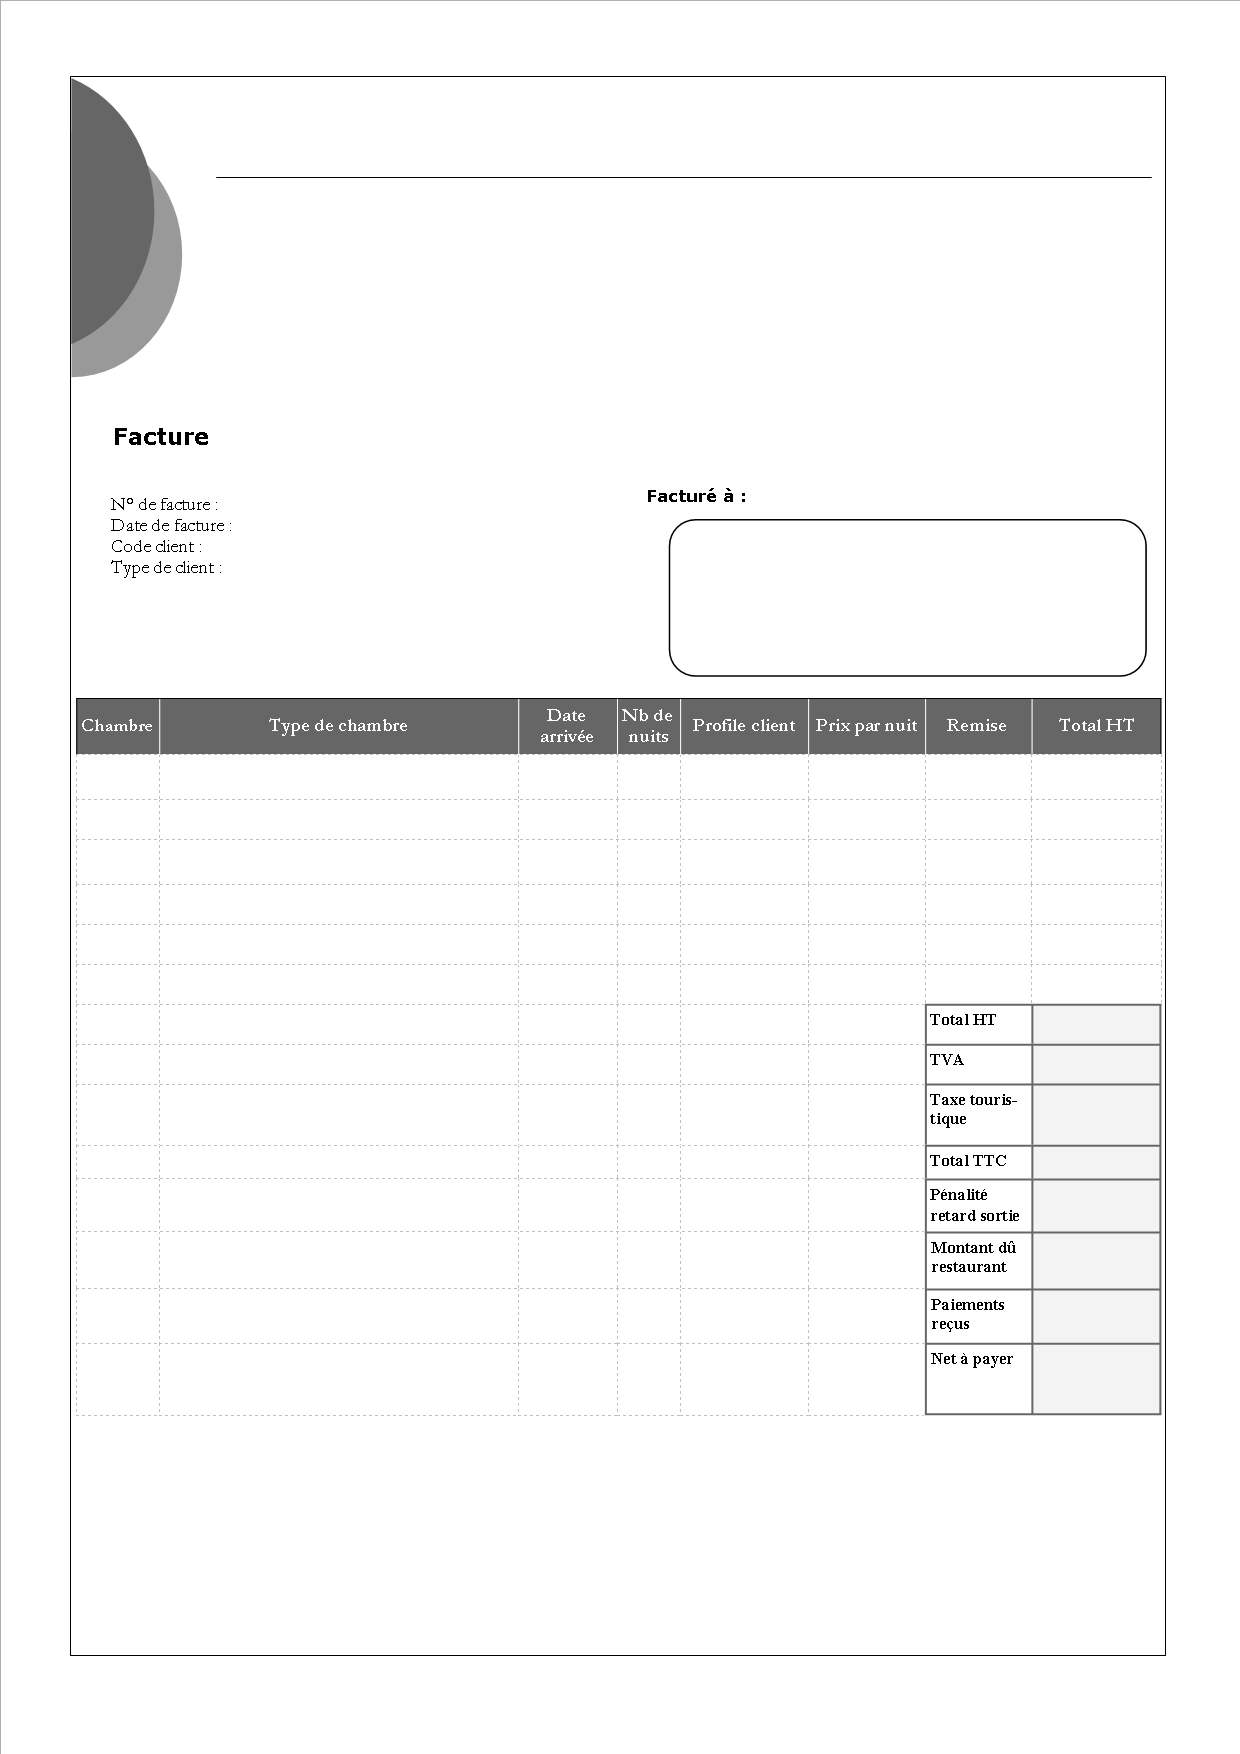 Facture
N° de facture :
Date de facture :
Code client :
Type de client :
Facturé à :
Chambre Type de chambre Date arrivée Nb de nuits Profile client Prix par nuit Remise Total HT
Total HT
TVA
Taxe touris-
tique
Total TTC
Pénalité
retard sortie
Montant dû
restaurant
Paiements
reçus
Net à payer